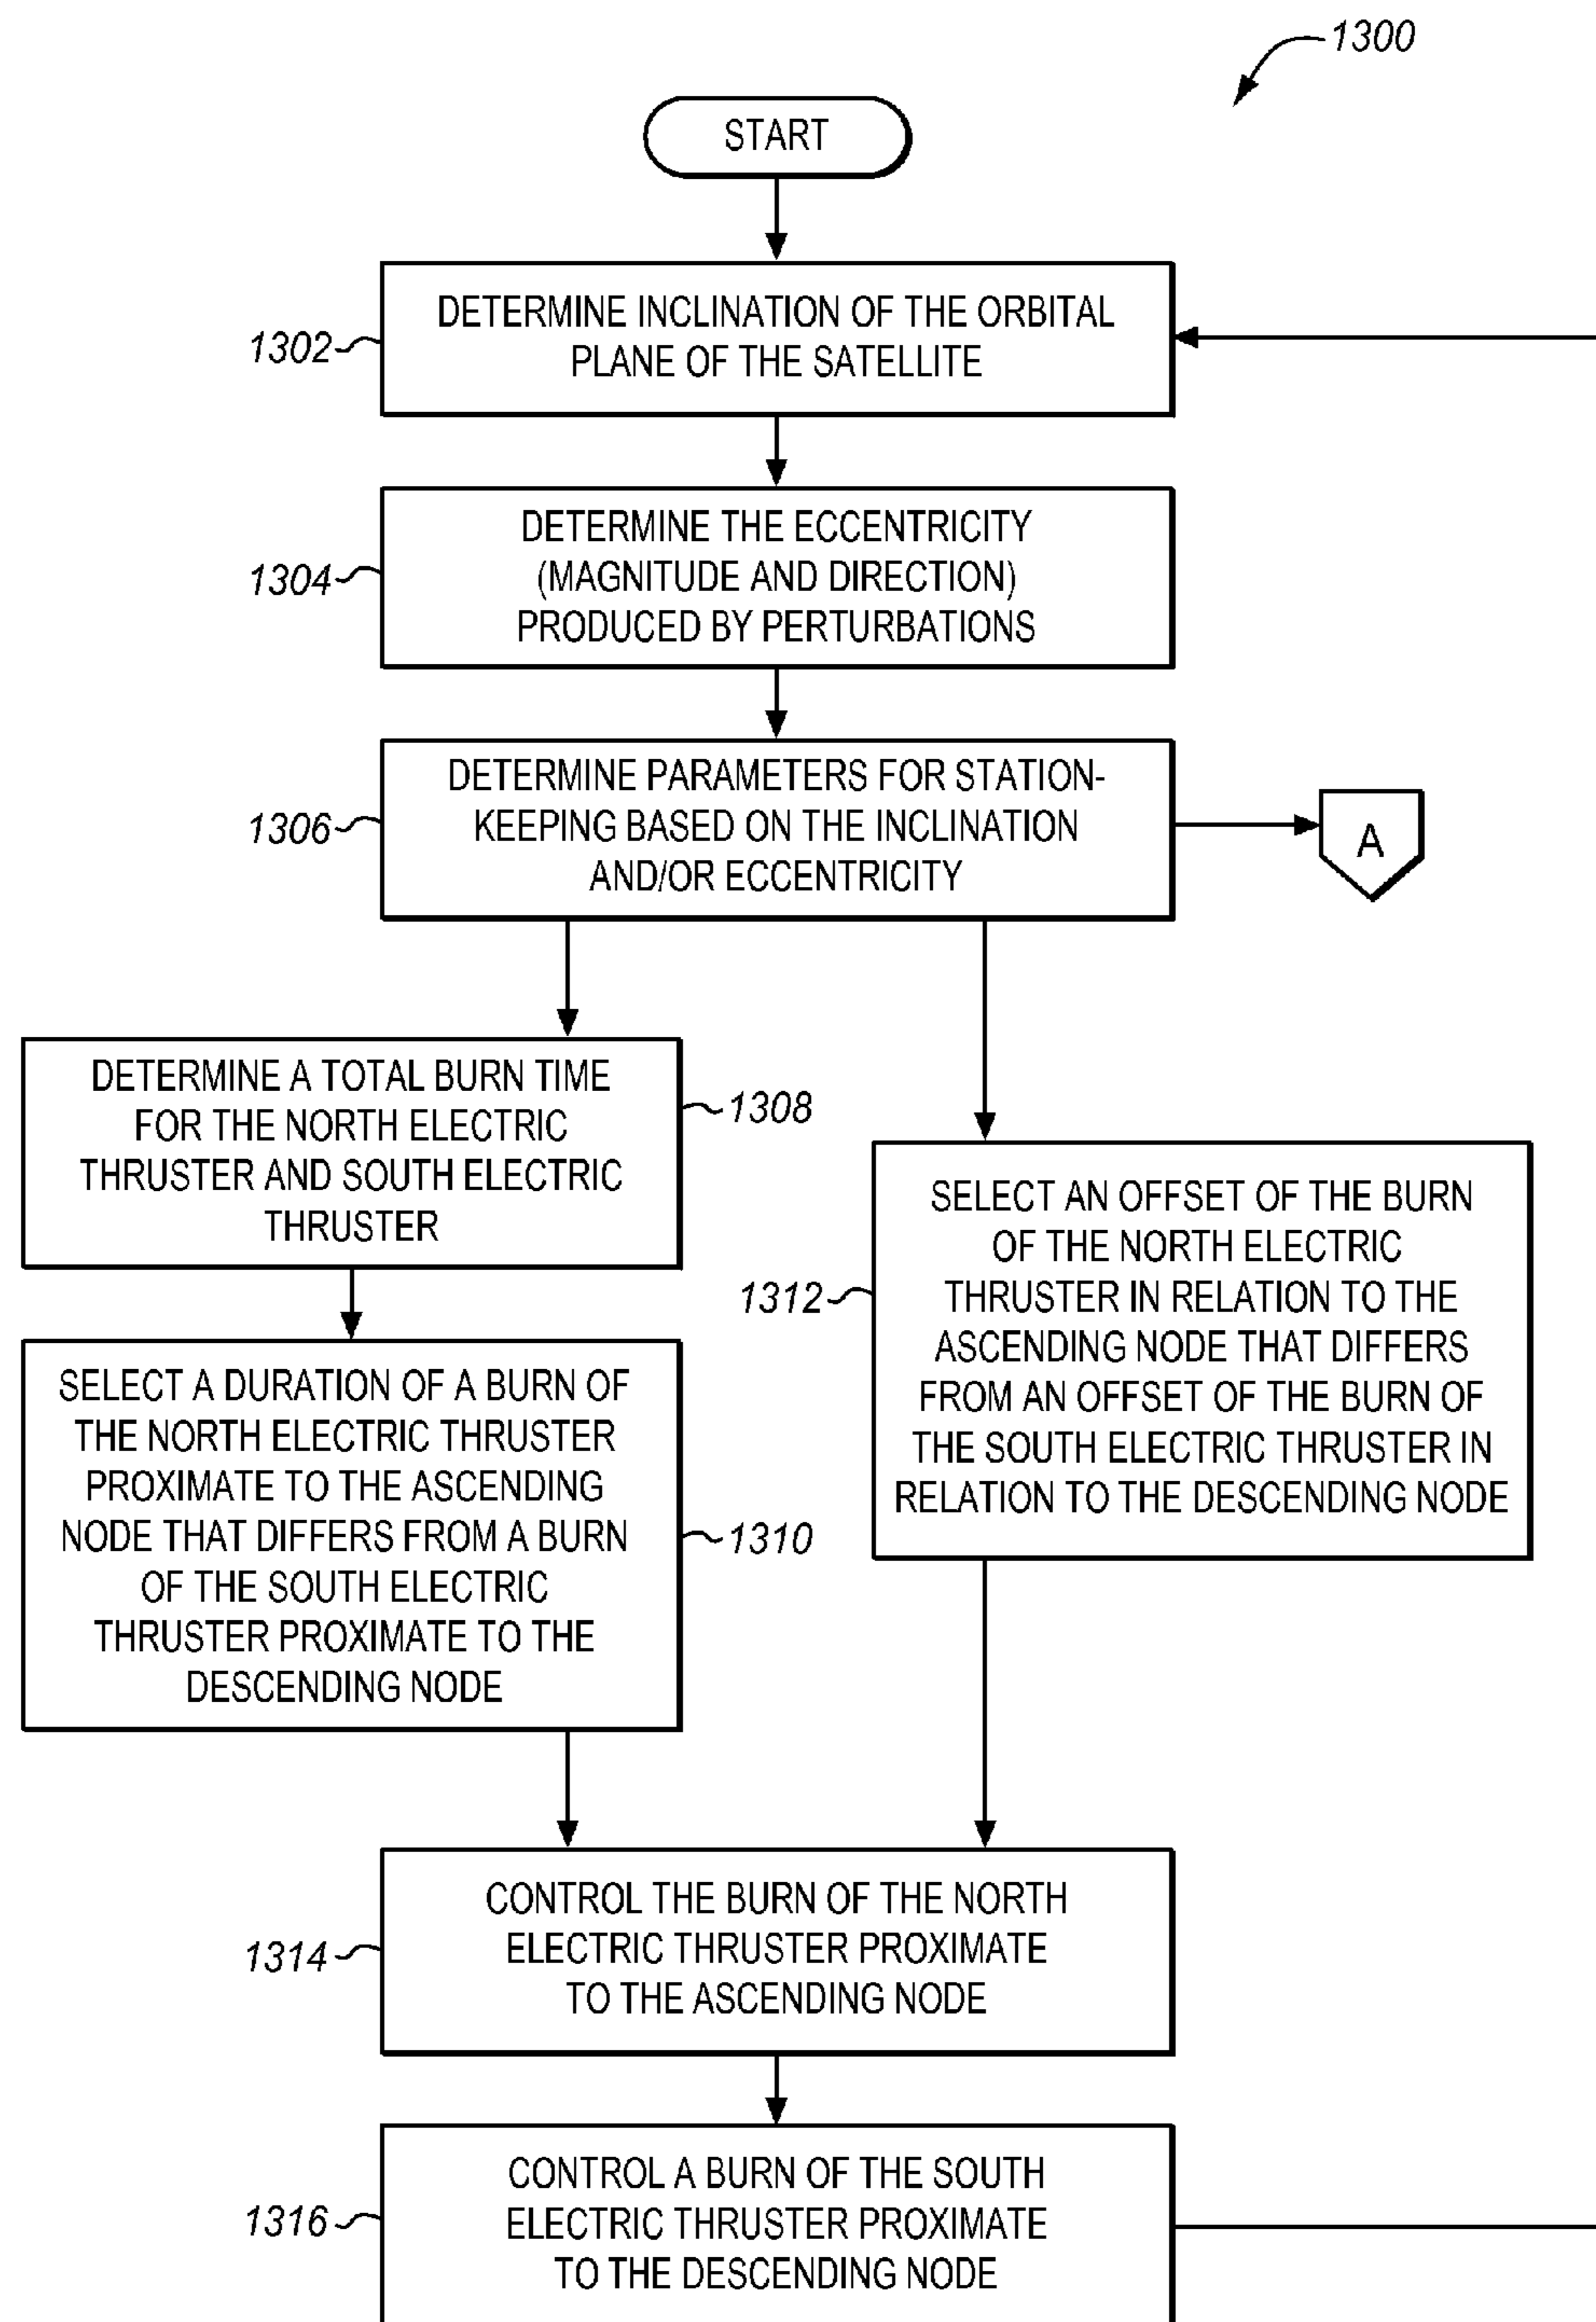 1300
START
1302
DETERMINE INCLINATION OF THE ORBITAL
PLANE OF THE SATELLITE
1304
DETERMINE THE ECCENTRICITY
(MAGNITUDE AND DIRECTION)
PRODUCED BY PERTURBATIONS
1306
DETERMINE PARAMETERS FOR STATION-
KEEPING BASED ON THE INCLINATION
AND/OR ECCENTRICITY
A
DETERMINE A TOTAL BURN TIME
FOR THE NORTH ELECTRIC
THRUSTER AND SOUTH ELECTRIC
THRUSTER
1308
SELECT A DURATION OF A BURN OF
THE NORTH ELECTRIC THRUSTER
PROXIMATE TO THE ASCENDING
NODE THAT DIFFERS FROM A BURN
OF THE SOUTH ELECTRIC
THRUSTER PROXIMATE TO THE
DESCENDING NODE
1310
1312
SELECT AN OFFSET OF THE BURN
OF THE NORTH ELECTRIC
THRUSTER IN RELATION TO THE
ASCENDING NODE THAT DIFFERS
FROM AN OFFSET OF THE BURN OF
THE SOUTH ELECTRIC THRUSTER IN
RELATION TO THE DESCENDING NODE
1314
CONTROL THE BURN OF THE NORTH
ELECTRIC THRUSTER PROXIMATE
TO THE ASCENDING NODE
1316
CONTROL A BURN OF THE SOUTH
ELECTRIC THRUSTER PROXIMATE
TO THE DESCENDING NODE